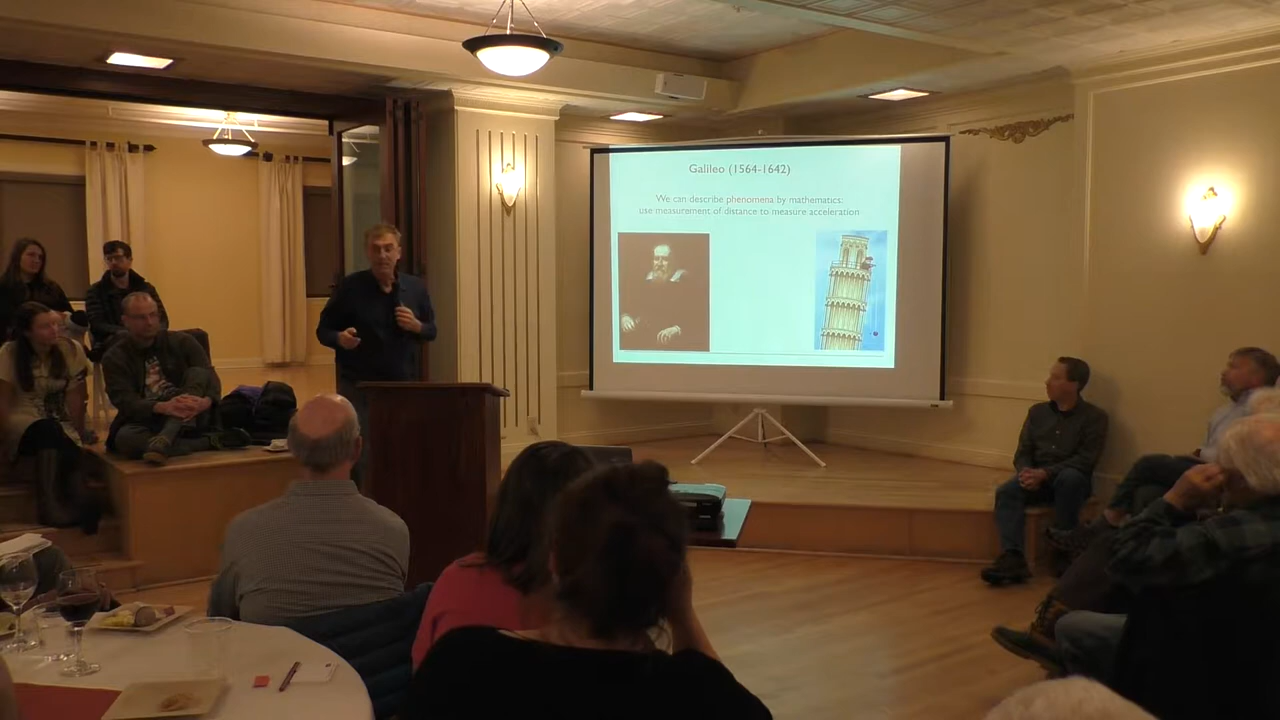 Galileo (1564-1642)
We can describe phenomena by mathematics:
use measurement of distance to measure acceleration